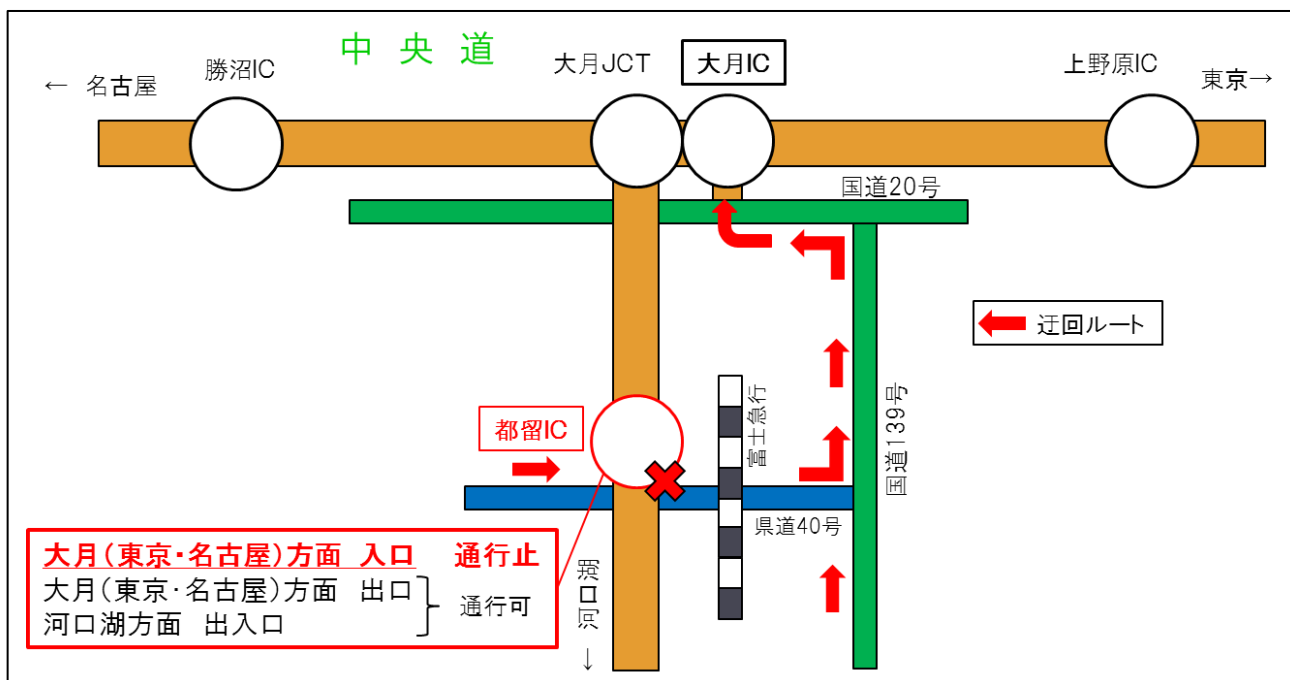 中央道
勝沼IC
大月JCT
大月IC
上野原IC
← 名古屋
東京→
国道20号
迂回ルート
都留IC
富士急行
国道139号
県道40号
大月(東京・名古屋)方面 入口 通行止
大月(東京・名古屋)方面 出口
河口湖方面 出入口
通行可
河口湖
↓